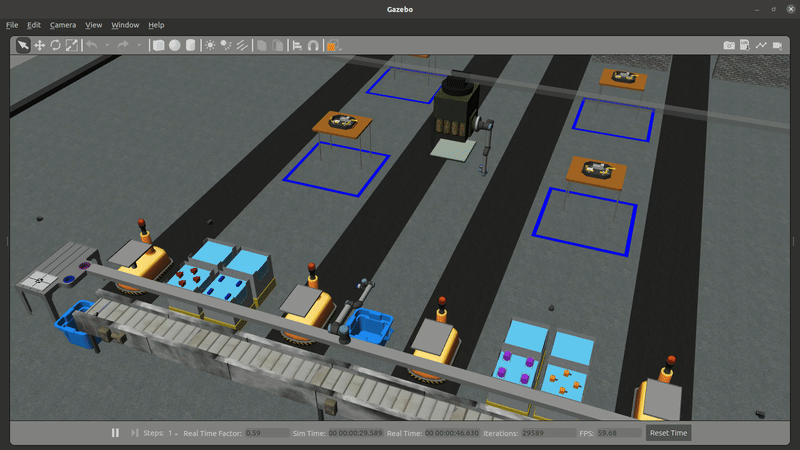 Gazebo
File Edit Camera View Window Help
Steps: 1 Real Time Factor: 0.59 Sim Time: 00 00:00:29.589 Real Time: 00 00:00:46.630 Iterations: 29589 FPS: 59.68 Reset Time